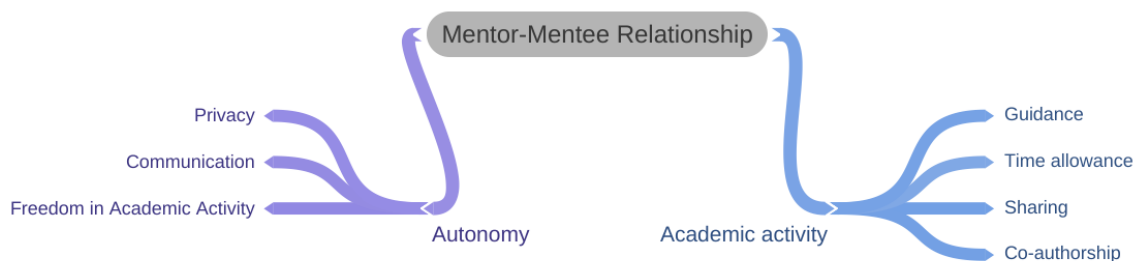 Mentor-Mentee Relationship
Privacy
Communication
Freedom in Academic Activity
Autonomy
Academic activity
Guidance
Time allowance
Sharing
Co-authorship